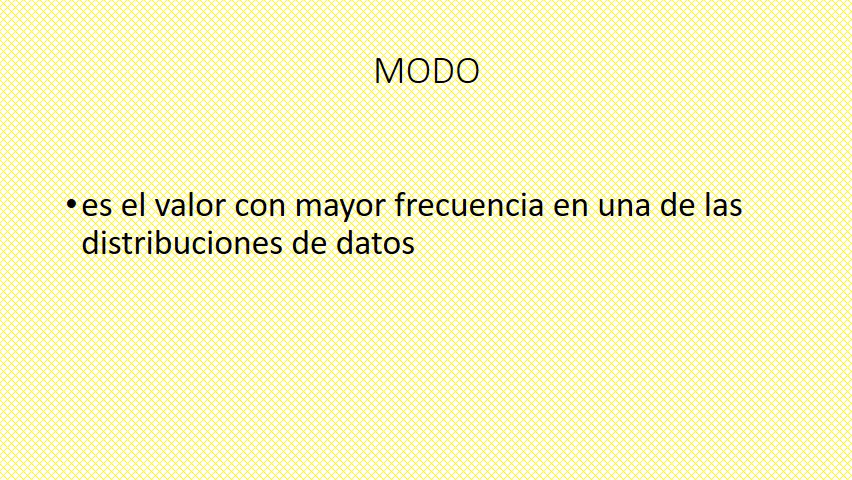 MODO
•es el valor con mayor frecuencia en una de las
distribuciones de datos